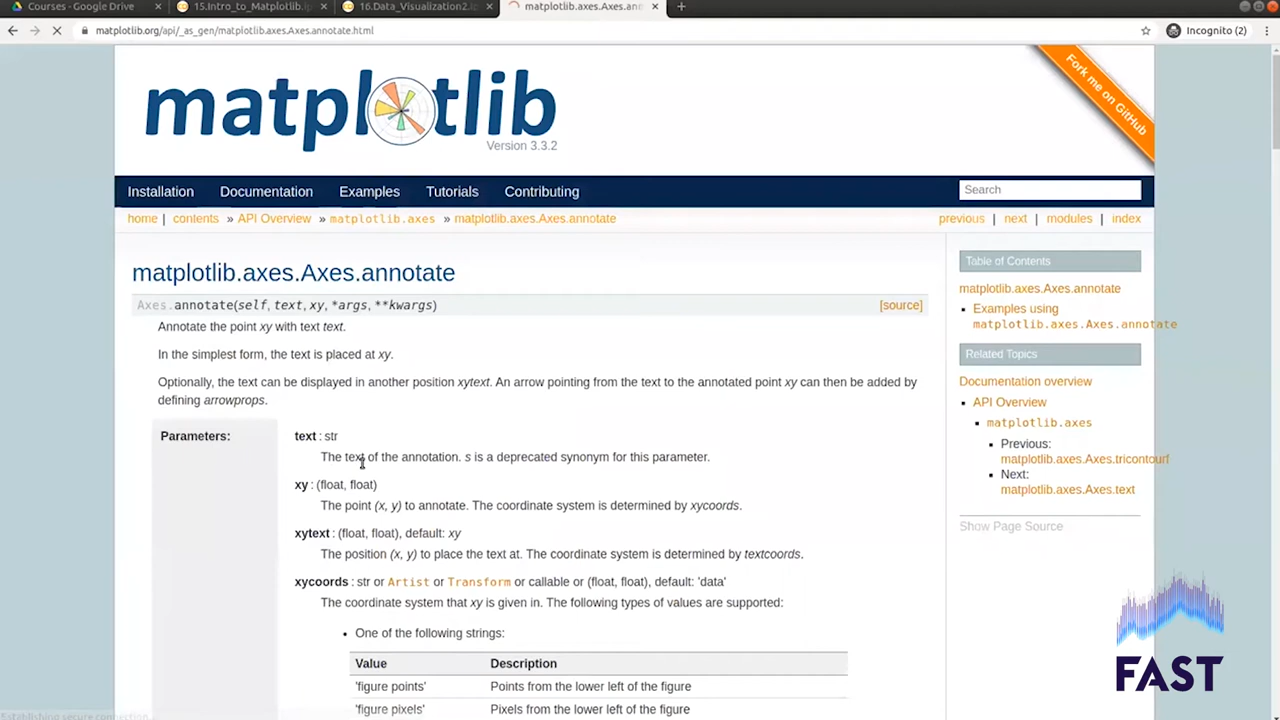 Courses - Google Drive
15.Intro_to_Matplotlib.ip
16.Data_Visualization2.ip
matplotlib.axes.Axes.ann
matplotlib.org/api/_as_gen/matplotlib.axes.Axes.annotate.html
Incognito (2)
matplotlib
Version 3.3.2
Fork me on GitHub
Installation Documentation Examples Tutorials Contributing
Search
home | contents » API Overview » matplotlib.axes » matplotlib.axes.Axes.annotate
previous | next | modules | index
matplotlib.axes.Axes.annotate
Axes.annotate(self, text, xy, *args, **kwargs) [source]
Annotate the point xy with text text.
In the simplest form, the text is placed at xy.
Optionally, the text can be displayed in another position xytext. An arrow pointing from the text to the annotated point xy can then be added by
defining arrowprops.
Parameters:
text : str
The text of the annotation. s is a deprecated synonym for this parameter.
xy : (float, float)
The point (x, y) to annotate. The coordinate system is determined by xycoords.
xytext : (float, float), default: xy
The position (x, y) to place the text at. The coordinate system is determined by textcoords.
xycoords : str or Artist or Transform or callable or (float, float), default: 'data'
The coordinate system that xy is given in. The following types of values are supported:
• One of the following strings:
Value Description
'figure points' Points from the lower left of the figure
'figure pixels' Pixels from the lower left of the figure
Table of Contents
matplotlib.axes.Axes.annotate
Examples using
matplotlib.axes.Axes.annotate
Related Topics
Documentation overview
API Overview
matplotlib.axes
Previous:
matplotlib.axes.Axes.tricontourf
Next:
matplotlib.axes.Axes.text
Show Page Source
FAST
Establishing secure connection...